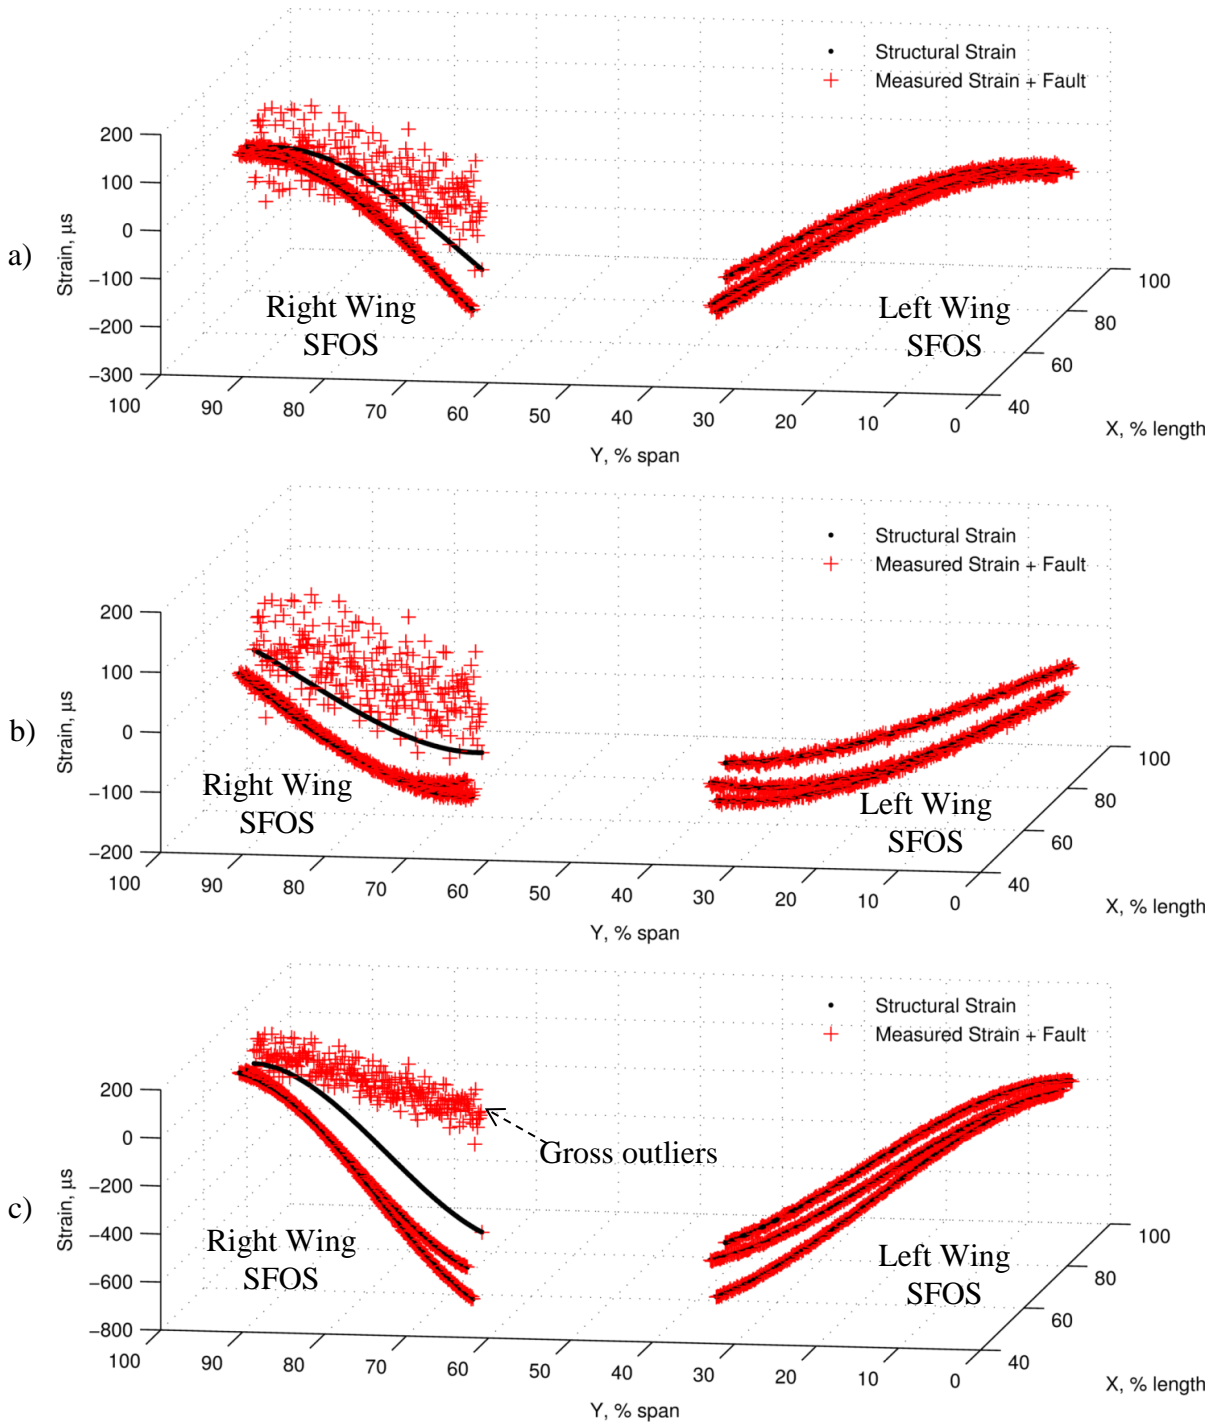 Structural Strain
Measured Strain + Fault
200
100
0
−100
−200
−300
Strain, µs
a)
Right Wing
SFOS
Left Wing
SFOS
100
80
60
40
100
90
80
70
60
50
40
30
20
10
0
X, % length
Y, % span
Structural Strain
Measured Strain + Fault
200
100
0
−100
−200
Strain, µs
b)
Right Wing
SFOS
Left Wing
SFOS
100
80
60
40
100
90
80
70
60
50
40
30
20
10
0
X, % length
Y, % span
Structural Strain
Measured Strain + Fault
200
0
−200
−400
−600
−800
Strain, µs
c)
Gross outliers
Right Wing
SFOS
Left Wing
SFOS
100
80
60
40
100
90
80
70
60
50
40
30
20
10
0
X, % length
Y, % span